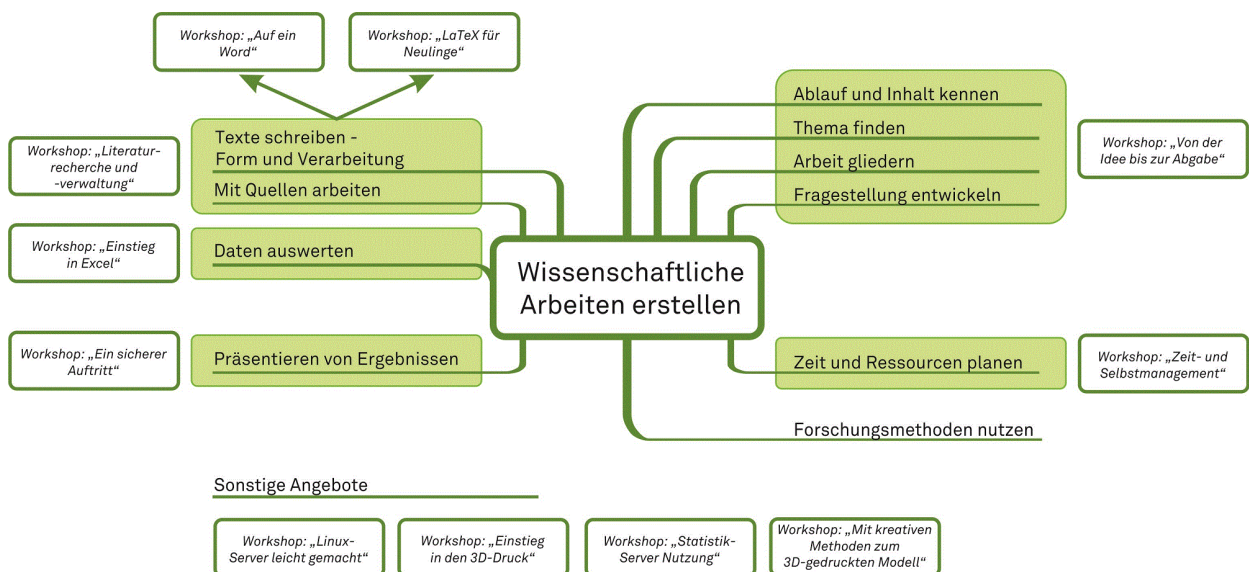 Workshop: „Auf ein
Word“
Workshop: „LaTeX für
Neulinge“
Texte schreiben -
Form und Verarbeitung
Mit Quellen arbeiten
Workshop: „Literatur-
recherche und
-verwaltung“
Daten auswerten
Workshop: „Einstieg
in Excel“
Präsentieren von Ergebnissen
Workshop: „Ein sicherer
Auftritt“
Wissenschaftliche
Arbeiten erstellen
Ablauf und Inhalt kennen
Thema finden
Arbeit gliedern
Fragestellung entwickeln
Workshop: „Von der
Idee bis zur Abgabe“
Zeit und Ressourcen planen
Workshop: „Zeit- und
Selbstmanagement“
Forschungsmethoden nutzen
Sonstige Angebote
Workshop: „Linux-
Server leicht gemacht“
Workshop: „Einstieg
in den 3D-Druck“
Workshop: „Statistik-
Server Nutzung“
Workshop: „Mit kreativen
Methoden zum
3D-gedruckten Modell“